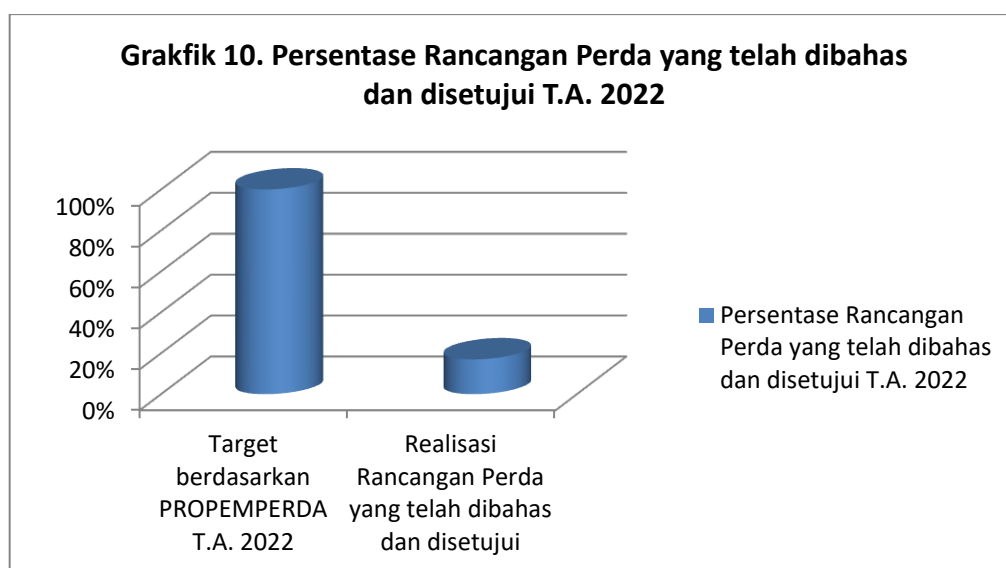 Grakfik 10. Persentase Rancangan Perda yang telah dibahas
dan disetujui T.A. 2022
100%
80%
60%
40%
20%
0%
Target
berdasarkan
PROPEMPERDA
T.A. 2022
Realisasi
Rancangan Perda
yang telah dibahas
dan disetujui
Persentase Rancangan
Perda yang telah dibahas
dan disetujui T.A. 2022